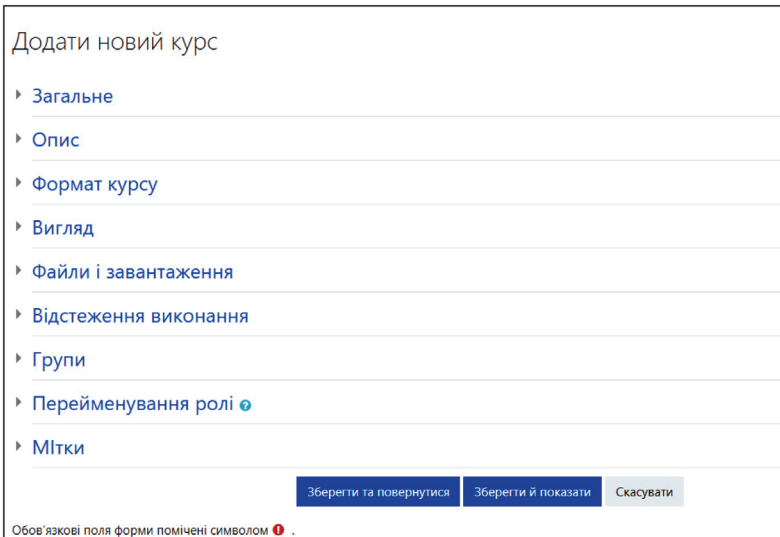 Додати новий курс
Загальне
Опис
Формат курсу
Вигляд
Файли і завантаження
Відстеження виконання
Групи
Перейменування ролі ?
МІтки
Зберегти та повернутися Зберегти й показати Скасувати
Обов'язкові поля форми помічені символом ! .